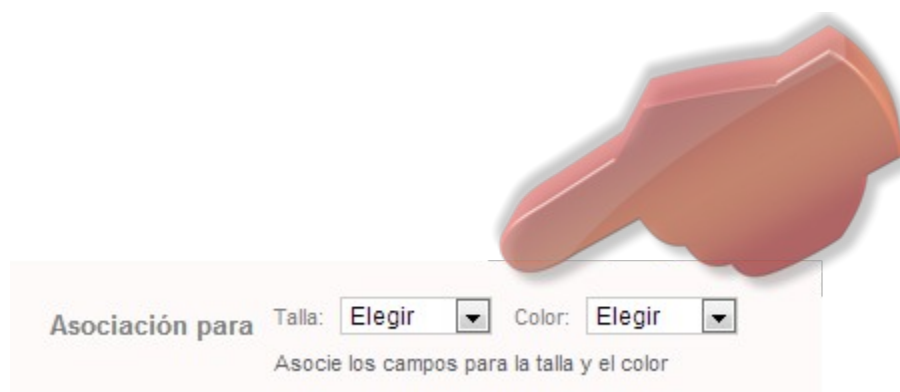 Asociación para Talla: Elegir Color: Elegir
Asocie los campos para la talla y el color